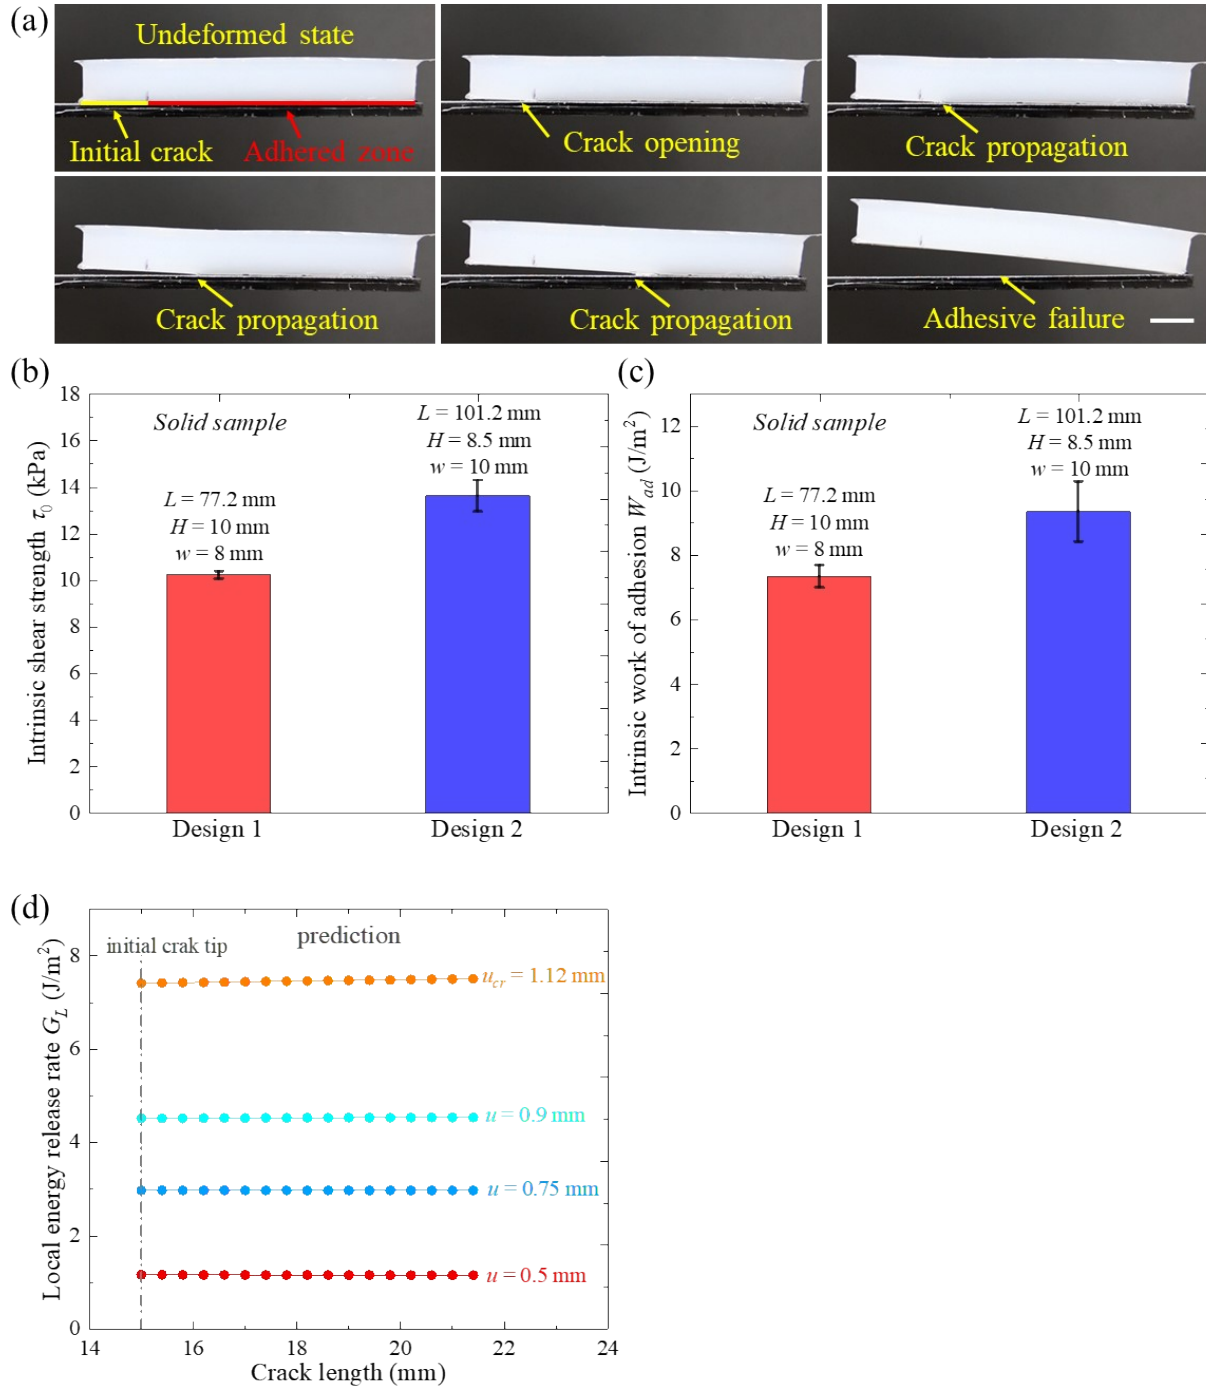 (a)
Undeformed state
Initial crack
Adhered zone
Crack opening
Crack propagation
Crack propagation
Crack propagation
Adhesive failure
(b)
Intrinsic shear strength τ0 (kPa)
18
16
14
12
10
8
6
4
2
0
Solid sample
L = 77.2 mm
H = 10 mm
w = 8 mm
L = 101.2 mm
H = 8.5 mm
w = 10 mm
Design 1
Design 2
(c)
Intrinsic work of adhesion Wad (J/m²)
12
10
8
6
4
2
0
Solid sample
L = 77.2 mm
H = 10 mm
w = 8 mm
L = 101.2 mm
H = 8.5 mm
w = 10 mm
Design 1
Design 2
(d)
Local energy release rate GL (J/m²)
8
6
4
2
0
initial crak tip
prediction
ucr = 1.12 mm
u = 0.9 mm
u = 0.75 mm
u = 0.5 mm
14
16
18
20
22
24
Crack length (mm)